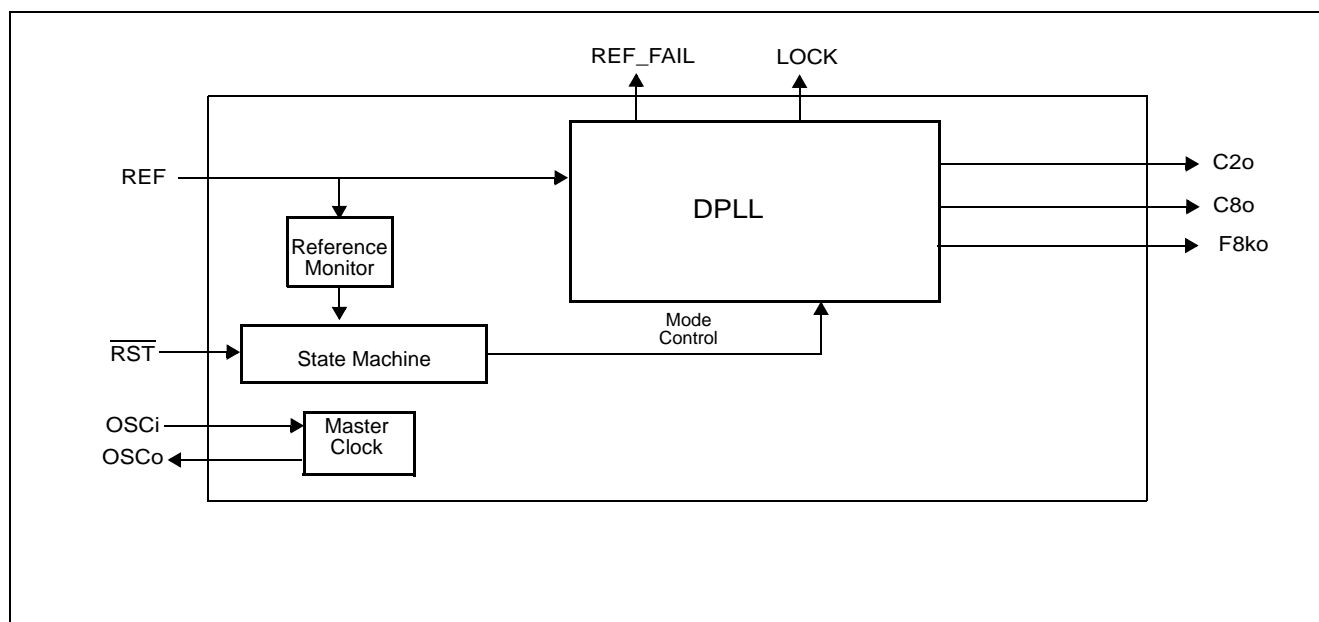 REF_FAIL
LOCK
REF
DPLL
C2o
C8o
F8ko
Reference
Monitor
Mode
Control
RST
State Machine
OSCi
OSCo
Master
Clock